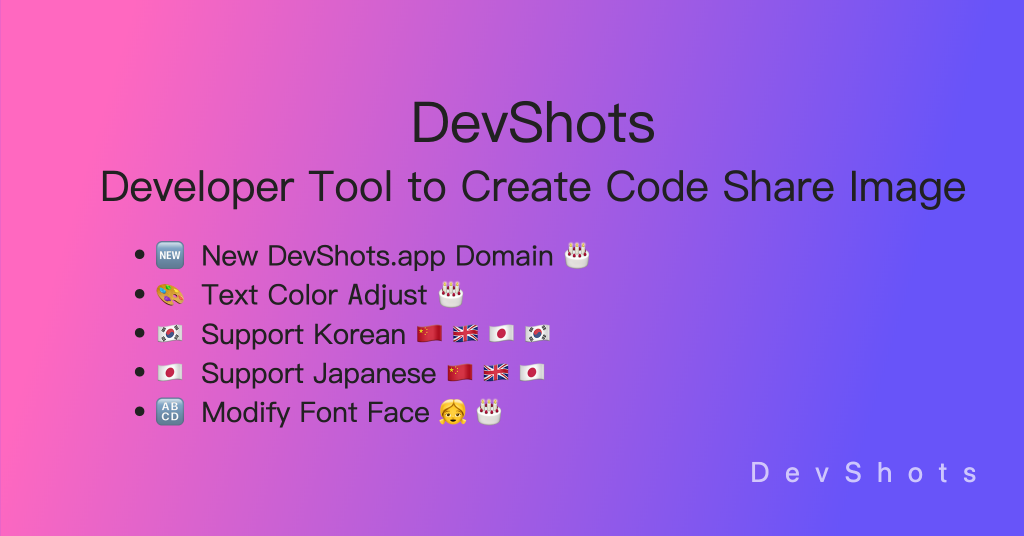 DevShots
Developer Tool to Create Code Share Image
• 🆕 New DevShots.app Domain 🎂
• 🎨 Text Color Adjust 🎂
• 🇰🇷 Support Korean 🇨🇳 🇬🇧 🇯🇵 🇰🇷
• 🇯🇵 Support Japanese 🇨🇳 🇬🇧 🇯🇵
• 🔠 Modify Font Face 👧 🎂
DevShots